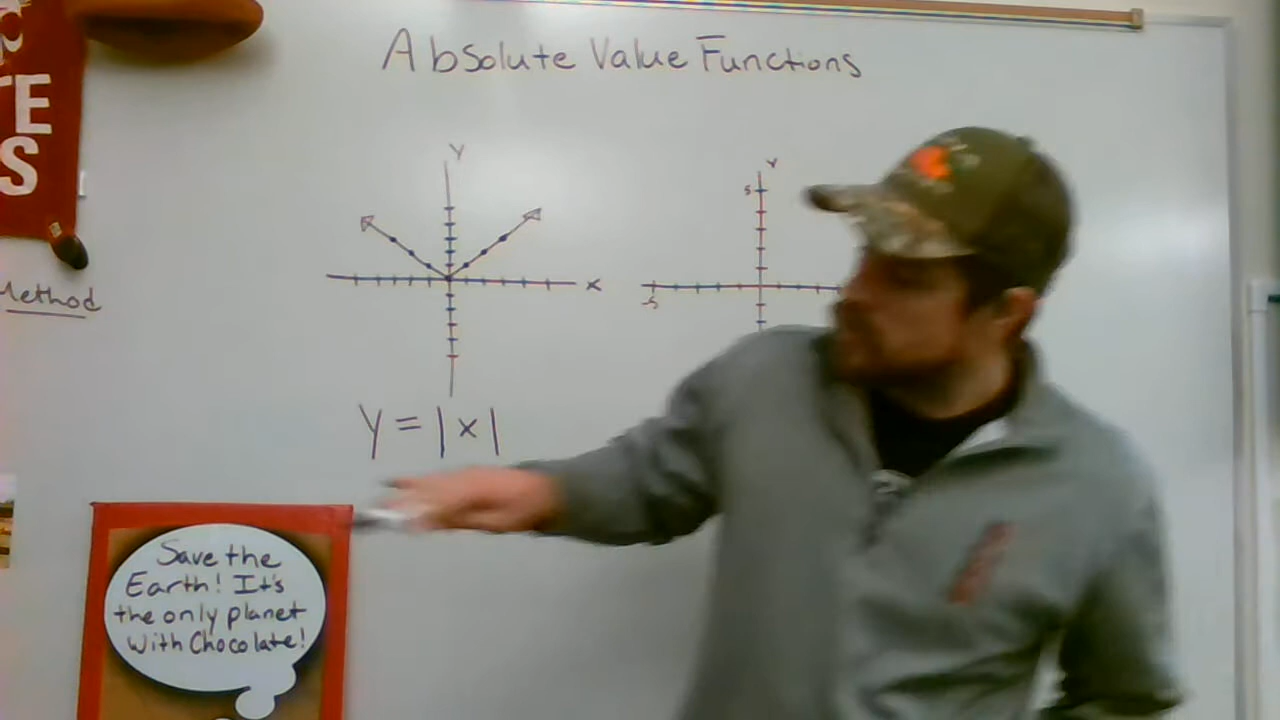 Absolute Value Functions
TE
S
Method
Y
X
Y
5
-5
Y = |x|
Save the
Earth! It's
the only planet
with Chocolate!